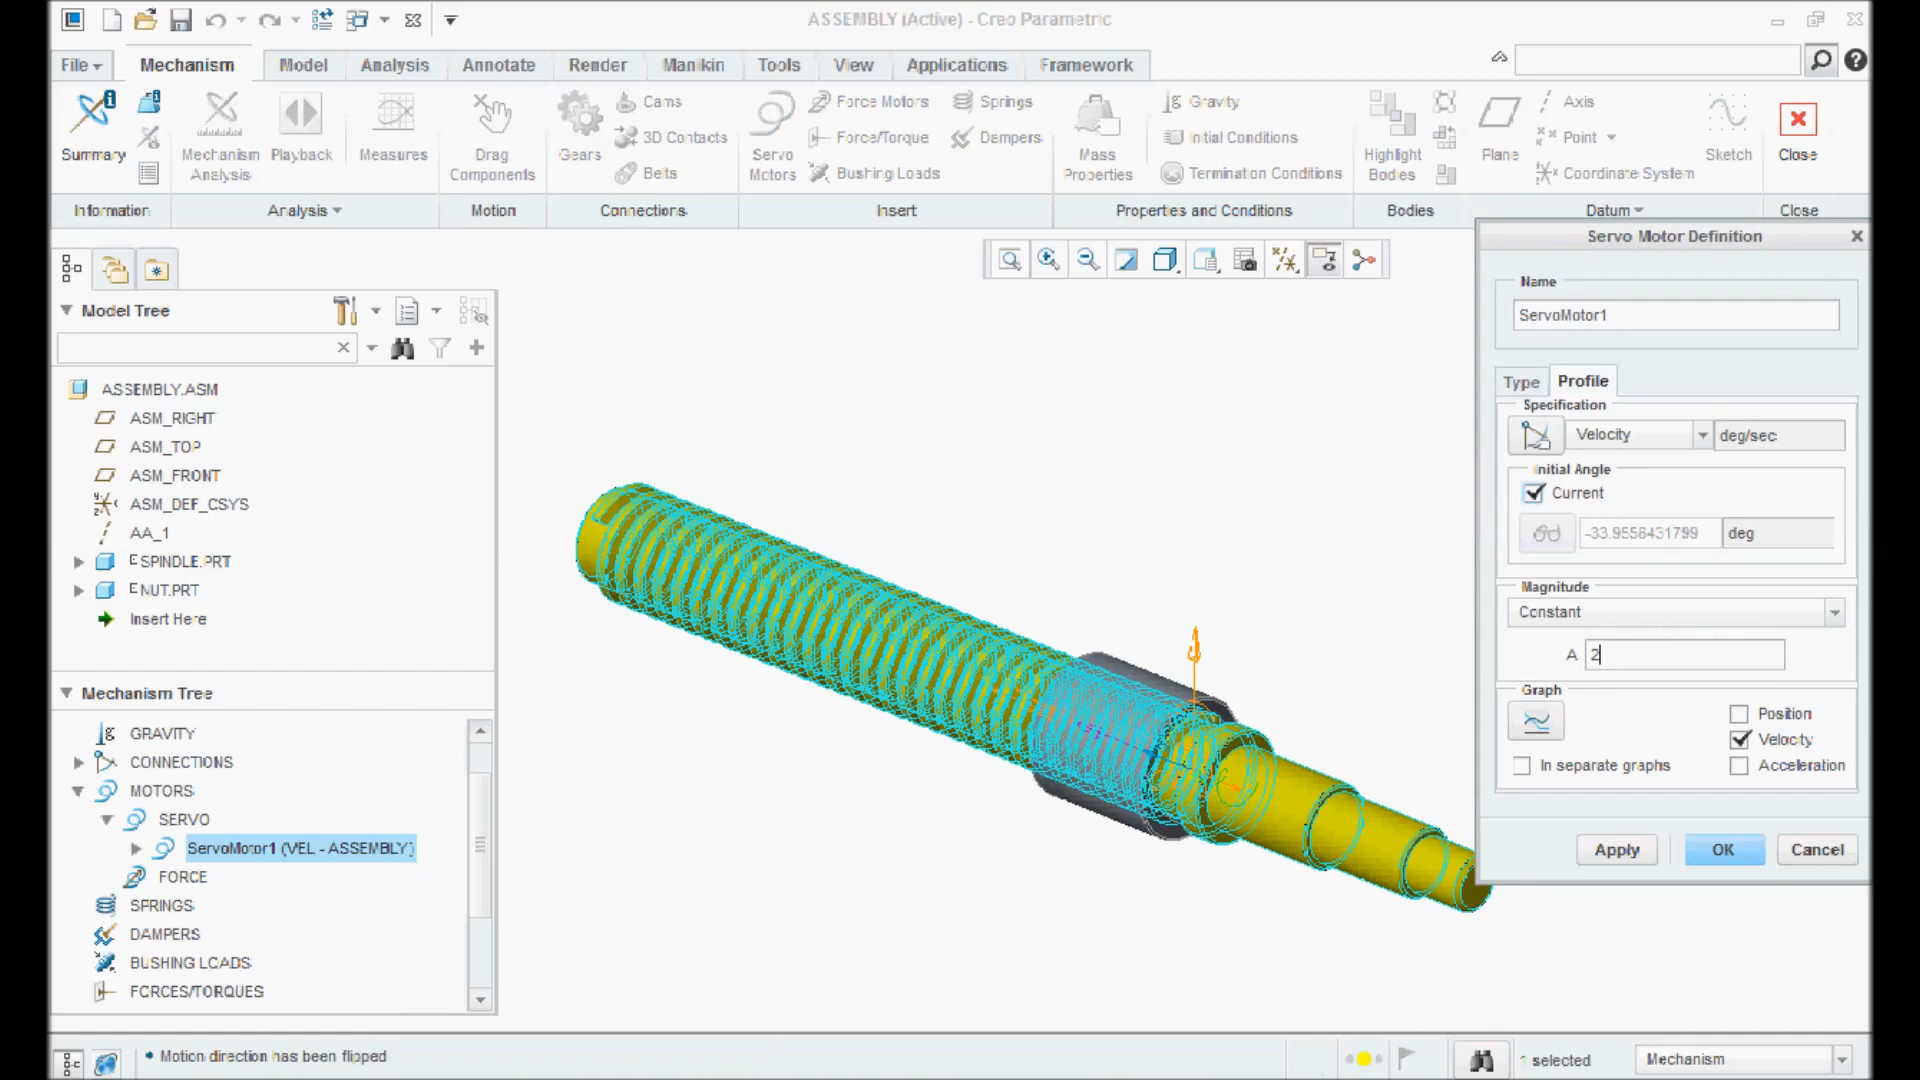 ASSEMBLY (Active) - Creo Parametric
File
Mechanism
Model
Analysis
Annotate
Render
Manikin
Tools
View
Applications
Framework
Summary
Mechanism Analysis
Playback
Measures
Drag Components
Gears
Cams
3D Contacts
Belts
Servo Motors
Force Motors
Force/Torque
Bushing Loads
Springs
Dampers
Mass Properties
Gravity
Initial Conditions
Termination Conditions
Highlight Bodies
Plane
Axis
Point
Coordinate System
Sketch
Close
Information
Analysis
Motion
Connections
Insert
Properties and Conditions
Bodies
Datum
Close
Model Tree
ASSEMBLY.ASM
ASM_RIGHT
ASM_TOP
ASM_FRONT
ASM_DEF_CSYS
AA_1
SPINDLE.PRT
NUT.PRT
Insert Here
Mechanism Tree
GRAVITY
CONNECTIONS
MOTORS
SERVO
ServoMotor1 (VEL - ASSEMBLY)
FORCE
SPRINGS
DAMPERS
BUSHING LOADS
FORCES/TORQUES
Servo Motor Definition
Name
ServoMotor1
Type
Profile
Specification
Velocity
deg/sec
Initial Angle
Current
-33.9558431799
deg
Magnitude
Constant
A
2
Graph
Position
Velocity
In separate graphs
Acceleration
Apply
OK
Cancel
Motion direction has been flipped
1 selected
Mechanism